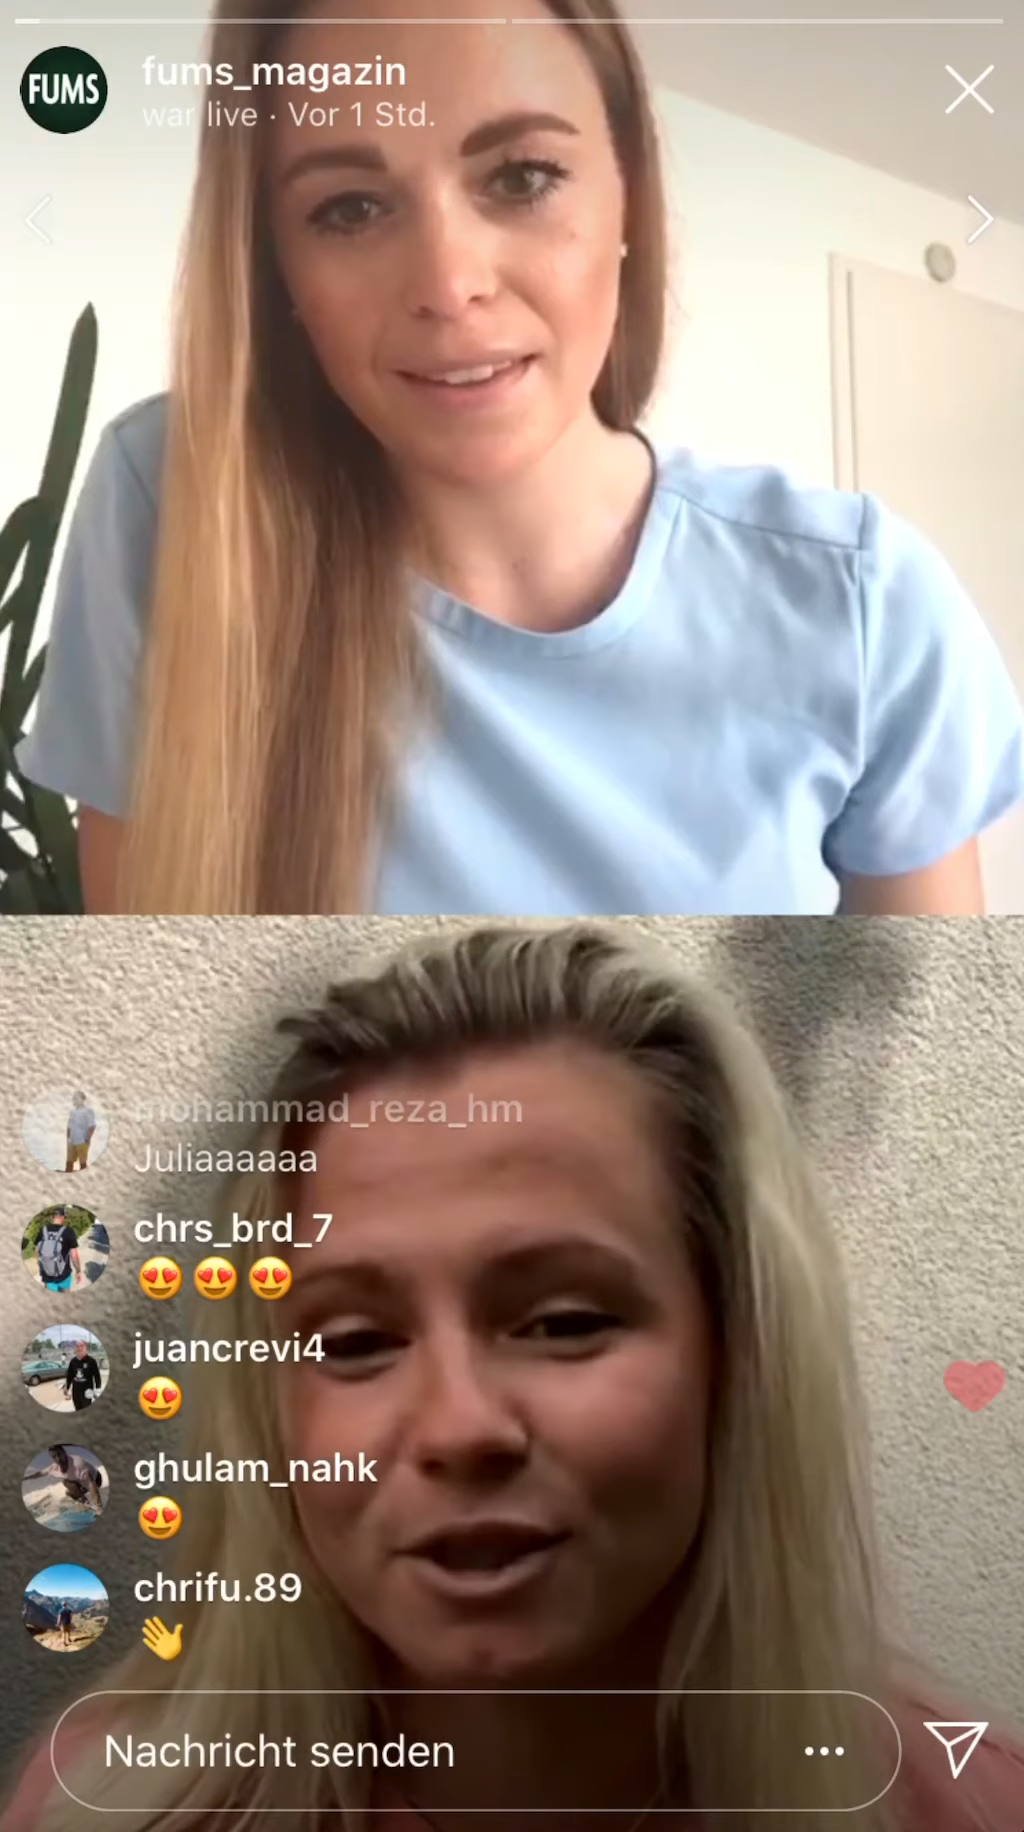 FUMS
fums_magazin
war live · Vor 1 Std.
mohammad_reza_hm
Juliaaaaaa
chrs_brd_7
😍😍😍
juancrevi4
😍
ghulam_nahk
😍
chrifu.89
👋
Nachricht senden